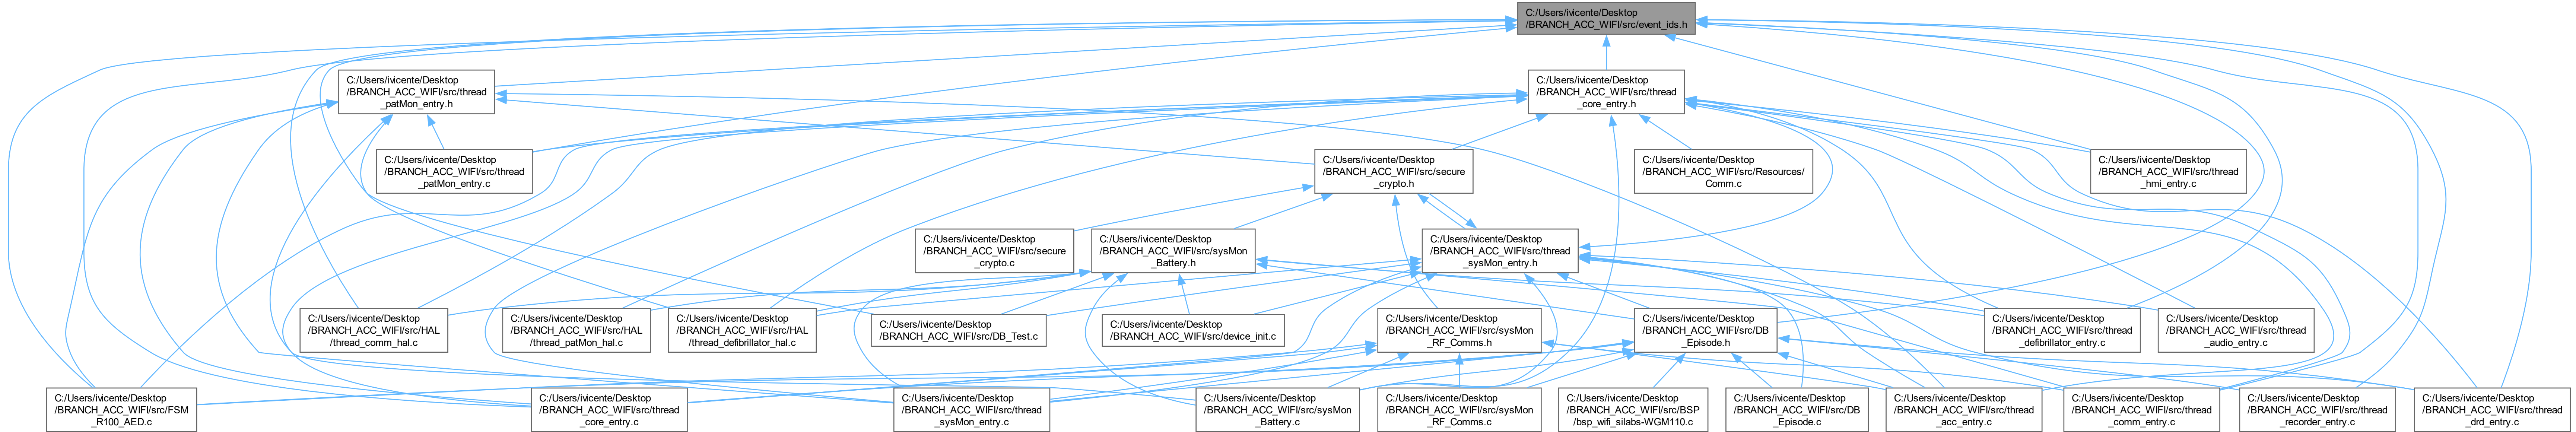 C:/Users/ivicente/Desktop
/BRANCH_ACC_WIFI/src/event_ids.h
C:/Users/ivicente/Desktop
/BRANCH_ACC_WIFI/src/thread
_patMon_entry.h
C:/Users/ivicente/Desktop
/BRANCH_ACC_WIFI/src/thread
_core_entry.h
C:/Users/ivicente/Desktop
/BRANCH_ACC_WIFI/src/thread
_patMon_entry.c
C:/Users/ivicente/Desktop
/BRANCH_ACC_WIFI/src/secure
_crypto.h
C:/Users/ivicente/Desktop
/BRANCH_ACC_WIFI/src/Resources/
Comm.c
C:/Users/ivicente/Desktop
/BRANCH_ACC_WIFI/src/thread
_hmi_entry.c
C:/Users/ivicente/Desktop
/BRANCH_ACC_WIFI/src/secure
_crypto.c
C:/Users/ivicente/Desktop
/BRANCH_ACC_WIFI/src/sysMon
_Battery.h
C:/Users/ivicente/Desktop
/BRANCH_ACC_WIFI/src/thread
_sysMon_entry.h
C:/Users/ivicente/Desktop
/BRANCH_ACC_WIFI/src/HAL
/thread_comm_hal.c
C:/Users/ivicente/Desktop
/BRANCH_ACC_WIFI/src/HAL
/thread_patMon_hal.c
C:/Users/ivicente/Desktop
/BRANCH_ACC_WIFI/src/HAL
/thread_defibrillator_hal.c
C:/Users/ivicente/Desktop
/BRANCH_ACC_WIFI/src/DB_Test.c
C:/Users/ivicente/Desktop
/BRANCH_ACC_WIFI/src/device_init.c
C:/Users/ivicente/Desktop
/BRANCH_ACC_WIFI/src/sysMon
_RF_Comms.h
C:/Users/ivicente/Desktop
/BRANCH_ACC_WIFI/src/DB
_Episode.h
C:/Users/ivicente/Desktop
/BRANCH_ACC_WIFI/src/thread
_defibrillator_entry.c
C:/Users/ivicente/Desktop
/BRANCH_ACC_WIFI/src/thread
_audio_entry.c
C:/Users/ivicente/Desktop
/BRANCH_ACC_WIFI/src/FSM
_R100_AED.c
C:/Users/ivicente/Desktop
/BRANCH_ACC_WIFI/src/thread
_core_entry.c
C:/Users/ivicente/Desktop
/BRANCH_ACC_WIFI/src/thread
_sysMon_entry.c
C:/Users/ivicente/Desktop
/BRANCH_ACC_WIFI/src/sysMon
_Battery.c
C:/Users/ivicente/Desktop
/BRANCH_ACC_WIFI/src/sysMon
_RF_Comms.c
C:/Users/ivicente/Desktop
/BRANCH_ACC_WIFI/src/BSP
/bsp_wifi_silabs-WGM110.c
C:/Users/ivicente/Desktop
/BRANCH_ACC_WIFI/src/DB
_Episode.c
C:/Users/ivicente/Desktop
/BRANCH_ACC_WIFI/src/thread
_acc_entry.c
C:/Users/ivicente/Desktop
/BRANCH_ACC_WIFI/src/thread
_comm_entry.c
C:/Users/ivicente/Desktop
/BRANCH_ACC_WIFI/src/thread
_recorder_entry.c
C:/Users/ivicente/Desktop
/BRANCH_ACC_WIFI/src/thread
_drd_entry.c